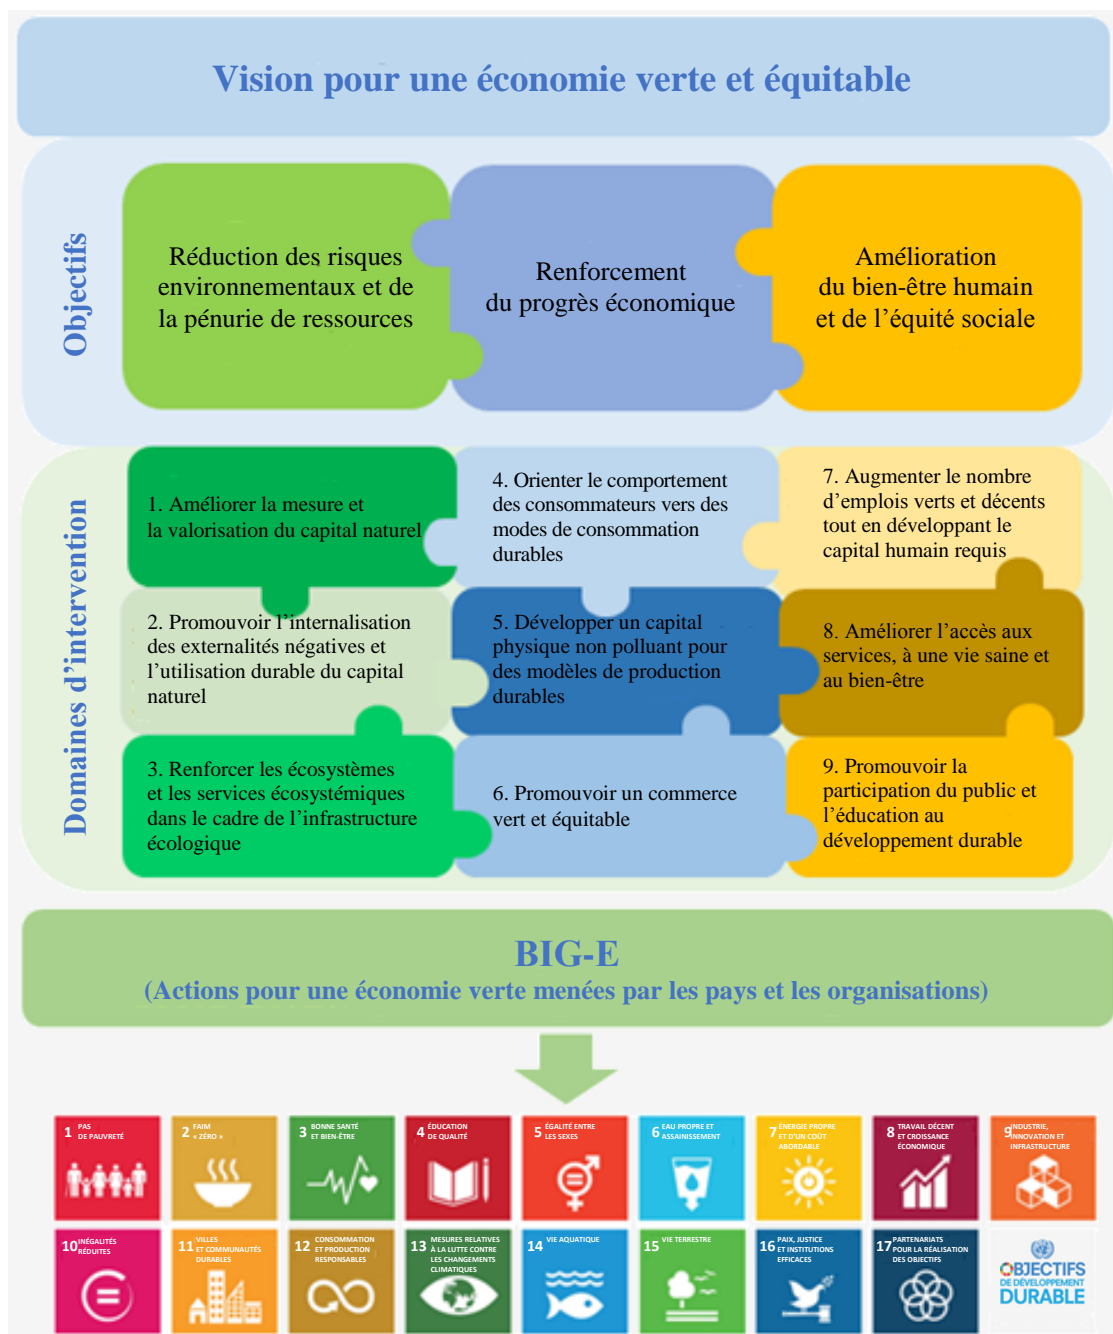 Vision pour une économie verte et équitable
Objectifs
Réduction des risques
environnementaux et de
la pénurie de ressources
Renforcement
du progrès économique
Amélioration
du bien-être humain
et de l’équité sociale
Domaines d’intervention
1. Améliorer la mesure et
la valorisation du capital naturel
4. Orienter le comportement
des consommateurs vers des
modes de consommation
durables
7. Augmenter le nombre
d’emplois verts et décents
tout en développant le
capital humain requis
2. Promouvoir l’internalisation
des externalités négatives et
l’utilisation durable du capital
naturel
5. Développer un capital
physique non polluant pour
des modèles de production
durables
8. Améliorer l’accès aux
services, à une vie saine et
au bien-être
3. Renforcer les écosystèmes
et les services écosystémiques
dans le cadre de l’infrastructure
écologique
6. Promouvoir un commerce
vert et équitable
9. Promouvoir la
participation du public et
l’éducation au
développement durable
BIG-E
(Actions pour une économie verte menées par les pays et les organisations)
1 PAS
DE PAUVRETÉ
2 FAIM
« ZÉRO »
3 BONNE SANTÉ
ET BIEN-ÊTRE
4 ÉDUCATION
DE QUALITÉ
5 ÉGALITÉ ENTRE
LES SEXES
6 EAU PROPRE ET
ASSAINISSEMENT
7 ÉNERGIE PROPRE
ET D'UN COÛT
ABORDABLE
8 TRAVAIL DÉCENT
ET CROISSANCE
ÉCONOMIQUE
9 INDUSTRIE,
INNOVATION ET
INFRASTRUCTURE
10 INÉGALITÉS
RÉDUITES
11 VILLES
ET COMMUNAUTÉS
DURABLES
12 CONSOMMATION
ET PRODUCTION
RESPONSABLES
13 MESURES RELATIVES
À LA LUTTE CONTRE
LES CHANGEMENTS
CLIMATIQUES
14 VIE AQUATIQUE
15 VIE TERRESTRE
16 PAIX, JUSTICE
ET INSTITUTIONS
EFFICACES
17 PARTENARIATS
POUR LA RÉALISATION
DES OBJECTIFS
OBJECTIFS
DE DÉVELOPPEMENT
DURABLE